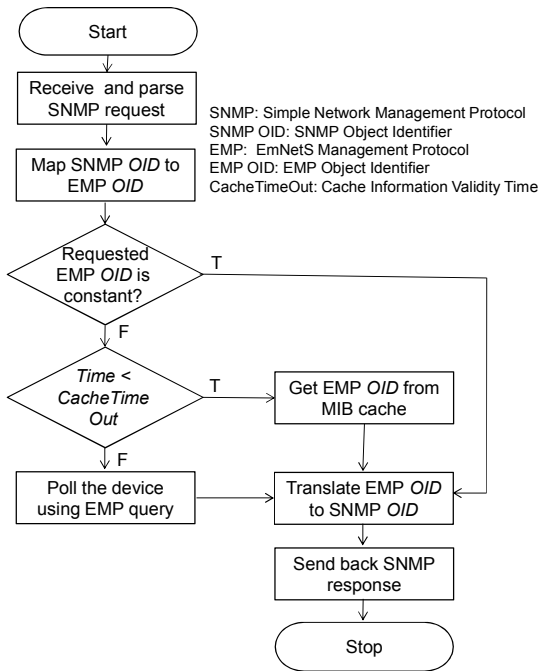 Start
Receive and parse
SNMP request
SNMP: Simple Network Management Protocol
SNMP OID: SNMP Object Identifier
EMP: EmNetS Management Protocol
EMP OID: EMP Object Identifier
CacheTimeOut: Cache Information Validity Time
Map SNMP OID to
EMP OID
Requested
EMP OID is
constant?
T
F
Time <
CacheTime
Out
T
Get EMP OID from
MIB cache
F
Poll the device
using EMP query
Translate EMP OID
to SNMP OID
Send back SNMP
response
Stop